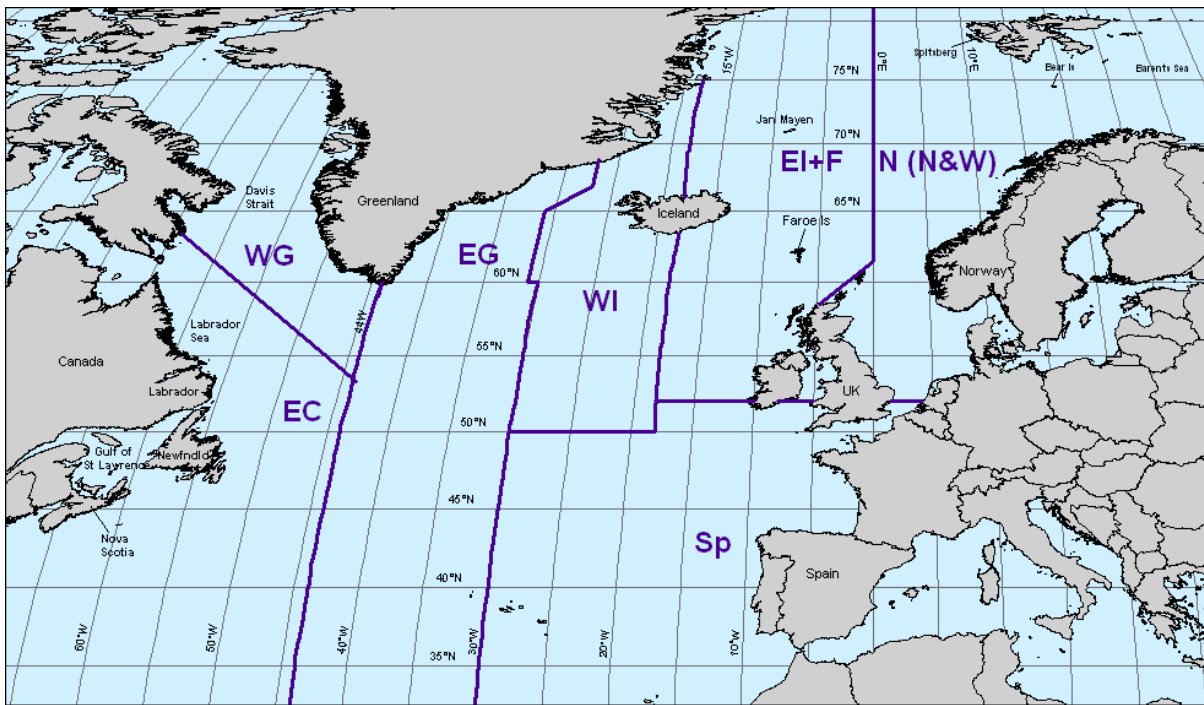 15°W
0°E
Spitsberg
10°E
Bear Is
Barents Sea
75°N
Jan Mayen
70°N
EI+F
N (N&W)
Davis
Strait
Greenland
Iceland
65°N
Faroe Is
WG
EG
60°N
Norway
WI
44W
Labrador
Sea
55°N
Canada
Labrador
UK
EC
50°N
Gulf of
St Lawrence
Newfndld
45°N
Nova
Scotia
Sp
Spain
40°N
60°W
50°W
40°W
30°W
20°W
10°W
35°N